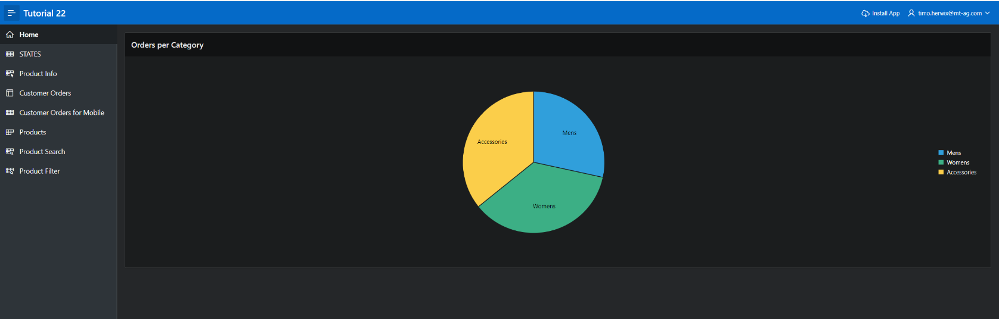 Tutorial 22
Install App
timo.herwix@mt-ag.com
Home
STATES
Product Info
Customer Orders
Customer Orders for Mobile
Products
Product Search
Product Filter
Orders per Category
Mens
Accessories
Womens
Mens
Womens
Accessories